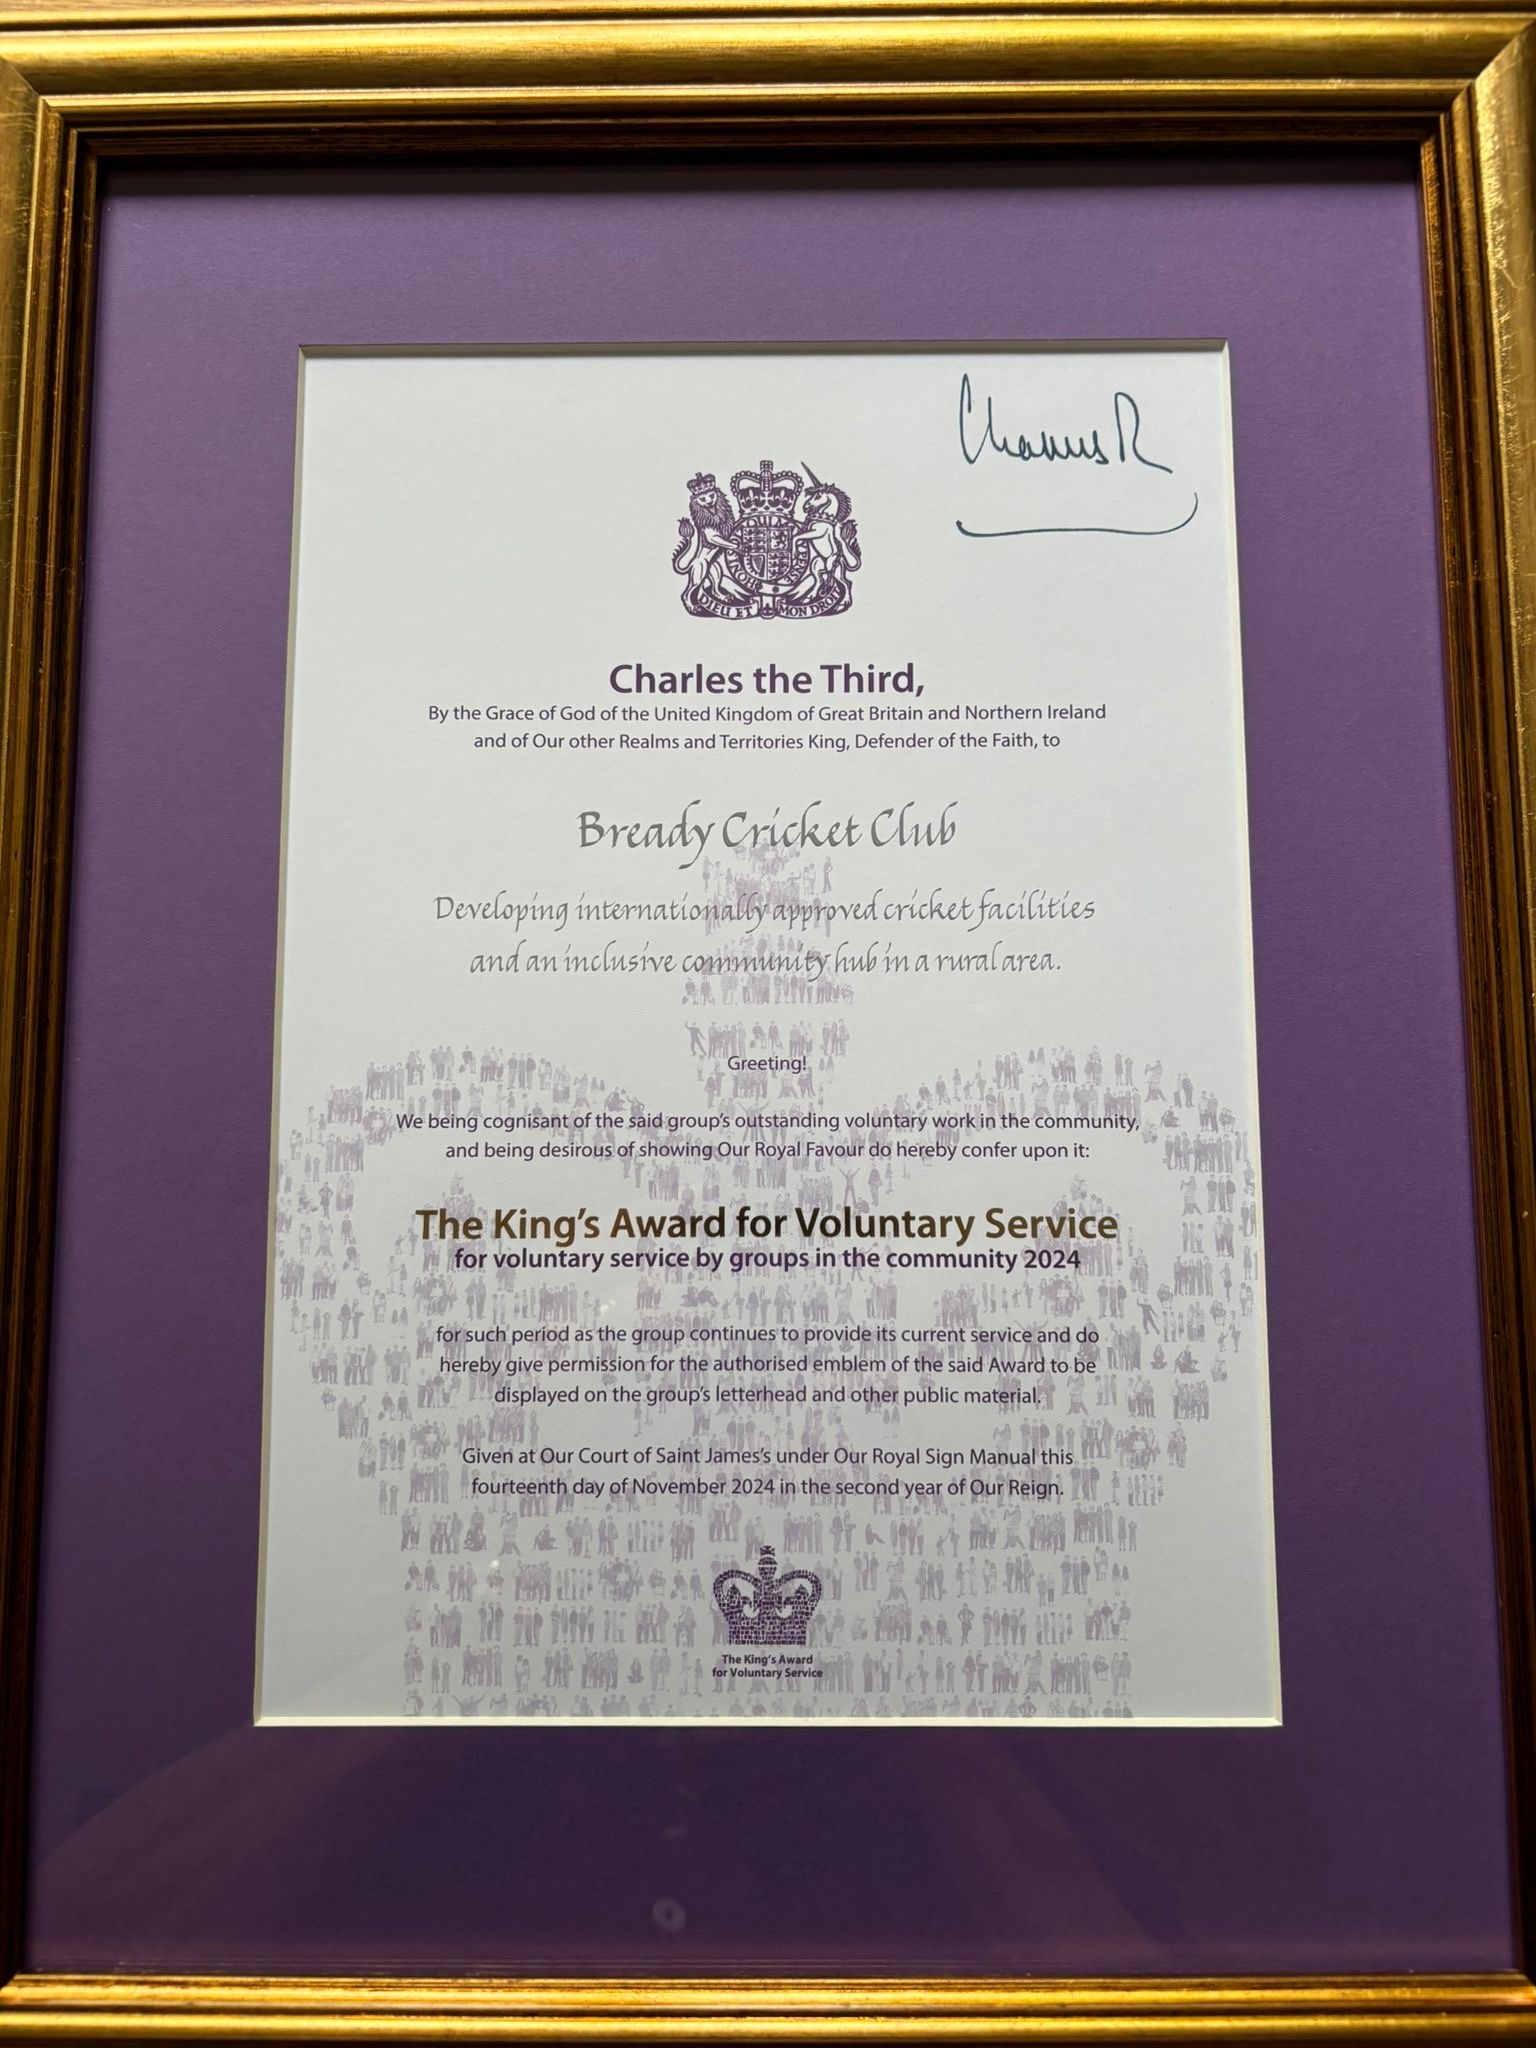 Charles R
QUI M
HONI
DIEU ET MON DROIT
Charles the Third,
By the Grace of God of the United Kingdom of Great Britain and Northern Ireland
and of Our other Realms and Territories King, Defender of the Faith, to
Bready Cricket Club
Developing internationally approved cricket facilities
and an inclusive community hub in a rural area.
Greeting!
We being cognisant of the said group's outstanding voluntary work in the community,
and being desirous of showing Our Royal Favour do hereby confer upon it:
The King's Award for Voluntary Service
for voluntary service by groups in the community 2024
for such period as the group continues to provide its current service and do
hereby give permission for the authorised emblem of the said Award to be
displayed on the group's letterhead and other public material.
Given at Our Court of Saint James's under Our Royal Sign Manual this
fourteenth day of November 2024 in the second year of Our Reign.
The King's Award
for Voluntary Service